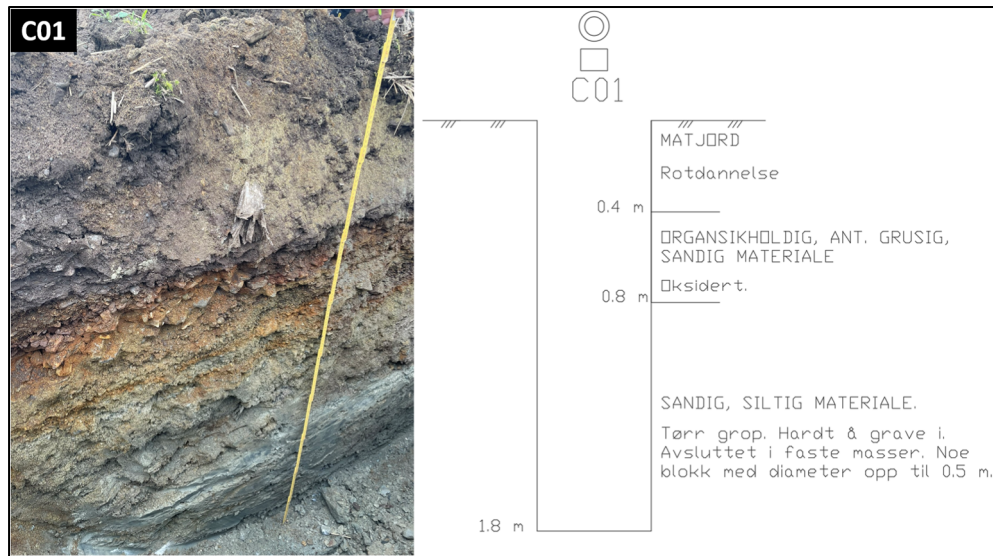 C01
C01
MATJORD
Rotdannelse
0.4 m
ORGANSIKHOLDIG, ANT. GRUSIG,
SANDIG MATERIALE
Oksidert.
0.8 m
SANDIG, SILTIG MATERIALE.
Tørr grop. Hardt å grave i.
Avsluttet i faste masser. Noe
blokk med diameter opp til 0.5 m.
1.8 m